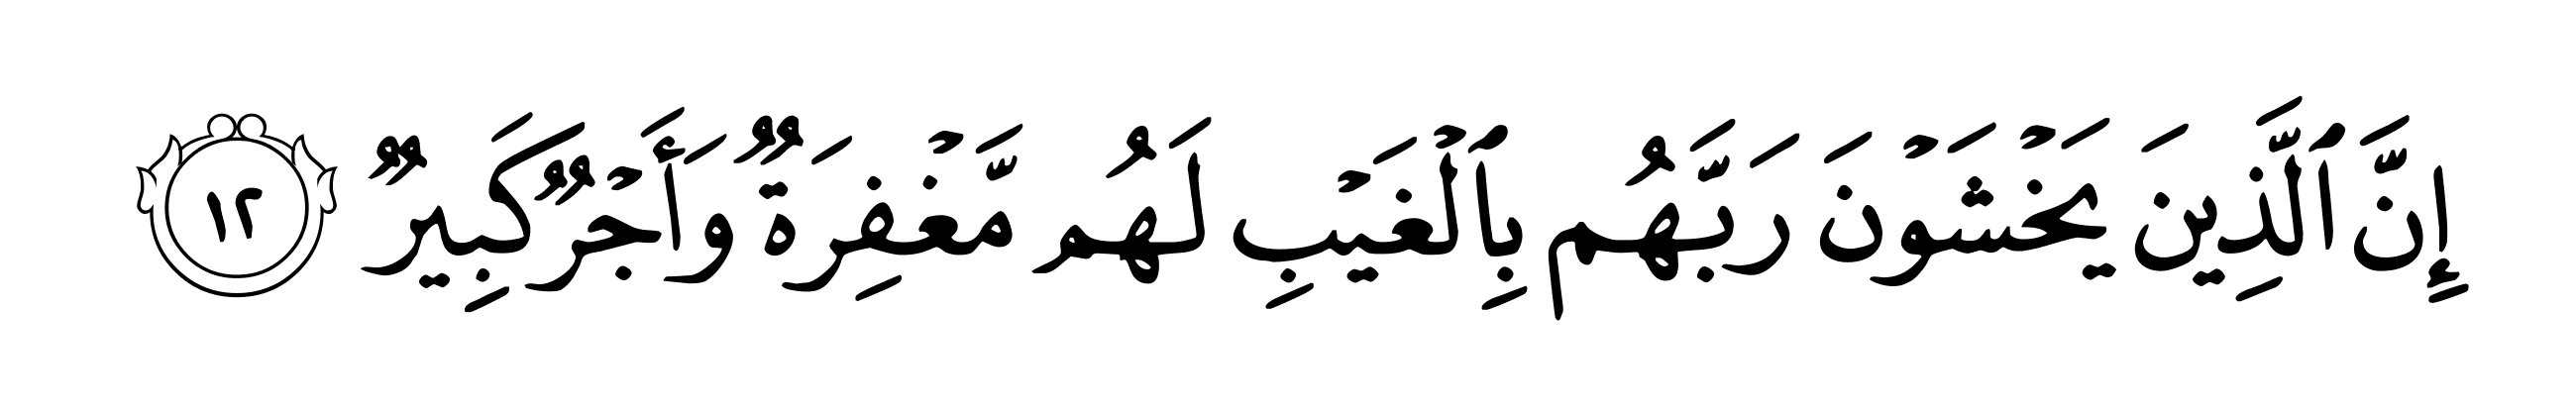 إِنَّ ٱلَّذِينَ يَخْشَوْنَ رَبَّهُم بِٱلْغَيْبِ لَهُم مَّغْفِرَةٌ وَأَجْرٌ كَبِيرٌ ١٢